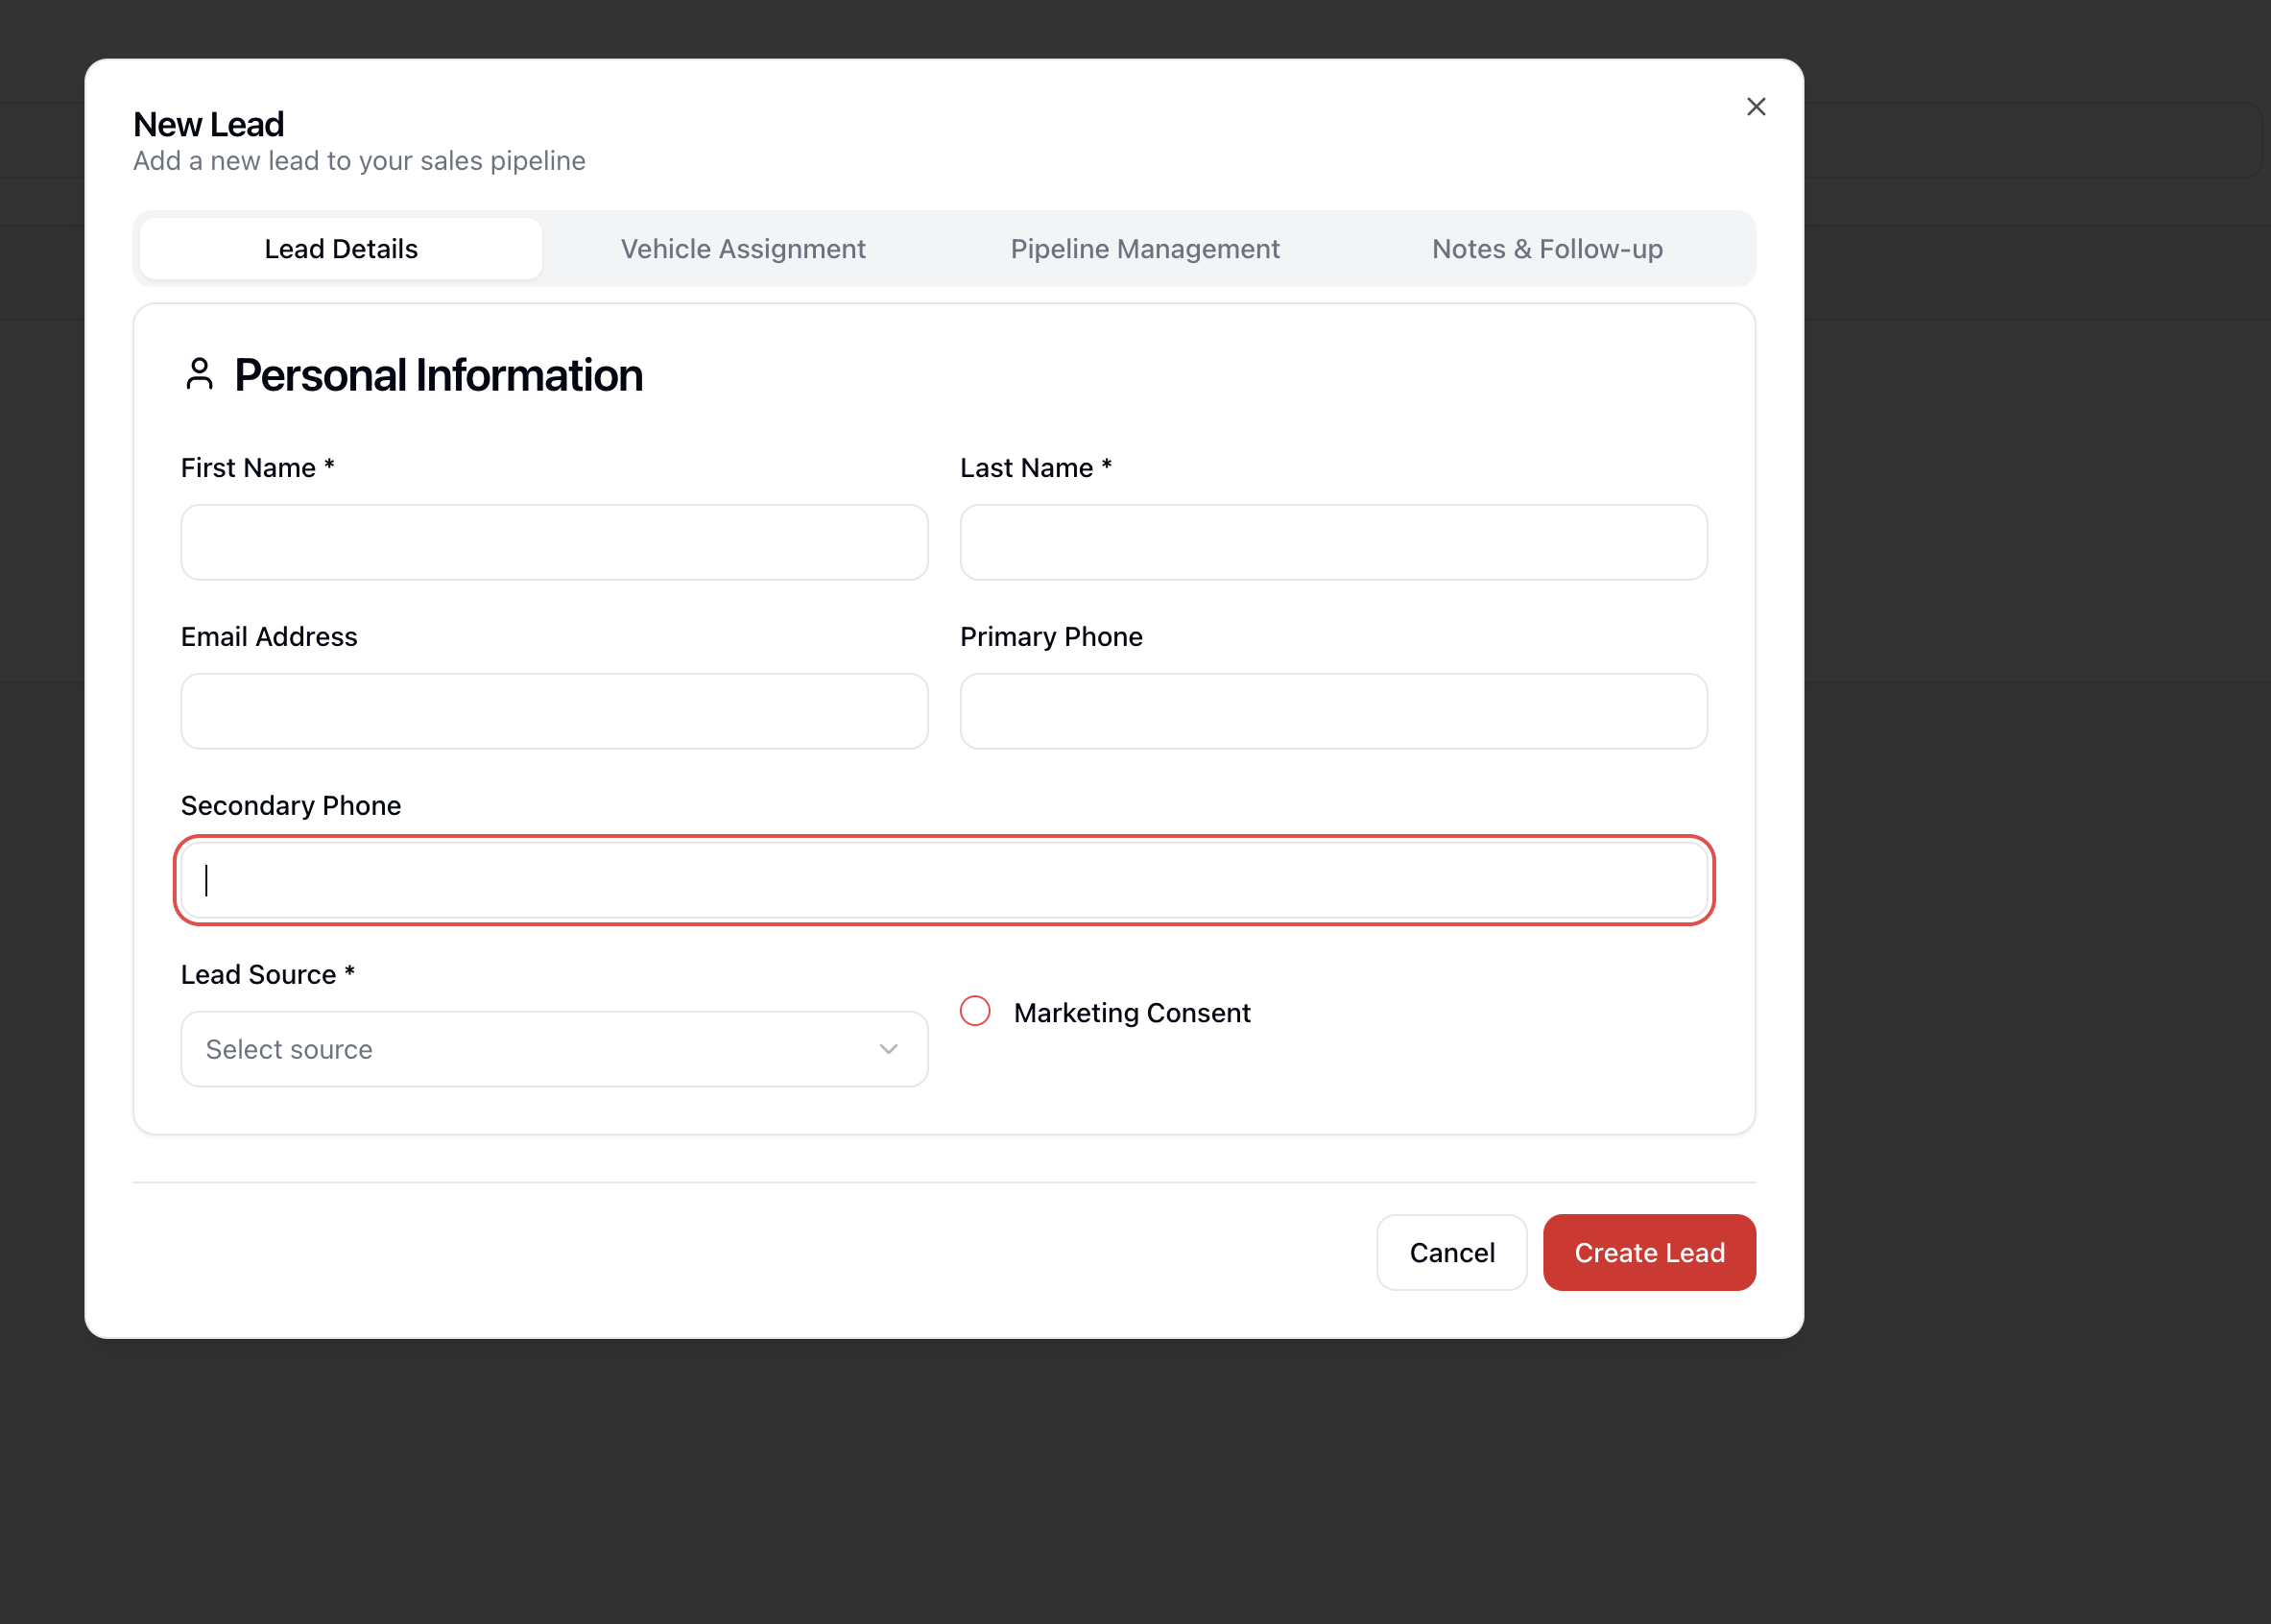 New Lead
Add a new lead to your sales pipeline
Lead Details
Vehicle Assignment
Pipeline Management
Notes & Follow-up
Personal Information
First Name *
Last Name *
Email Address
Primary Phone
Secondary Phone
Lead Source *
Select source
Marketing Consent
Cancel
Create Lead